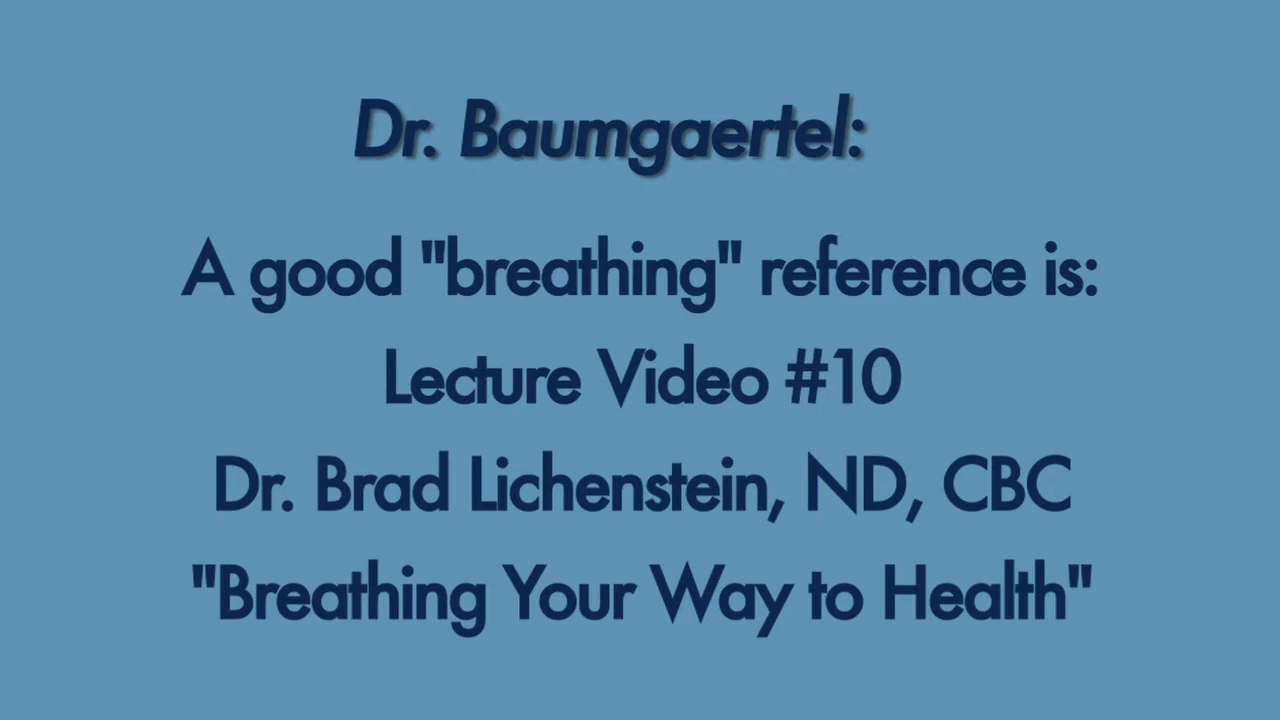 Dr. Baumgaertel:
A good "breathing" reference is:
Lecture Video #10
Dr. Brad Lichenstein, ND, CBC
"Breathing Your Way to Health"